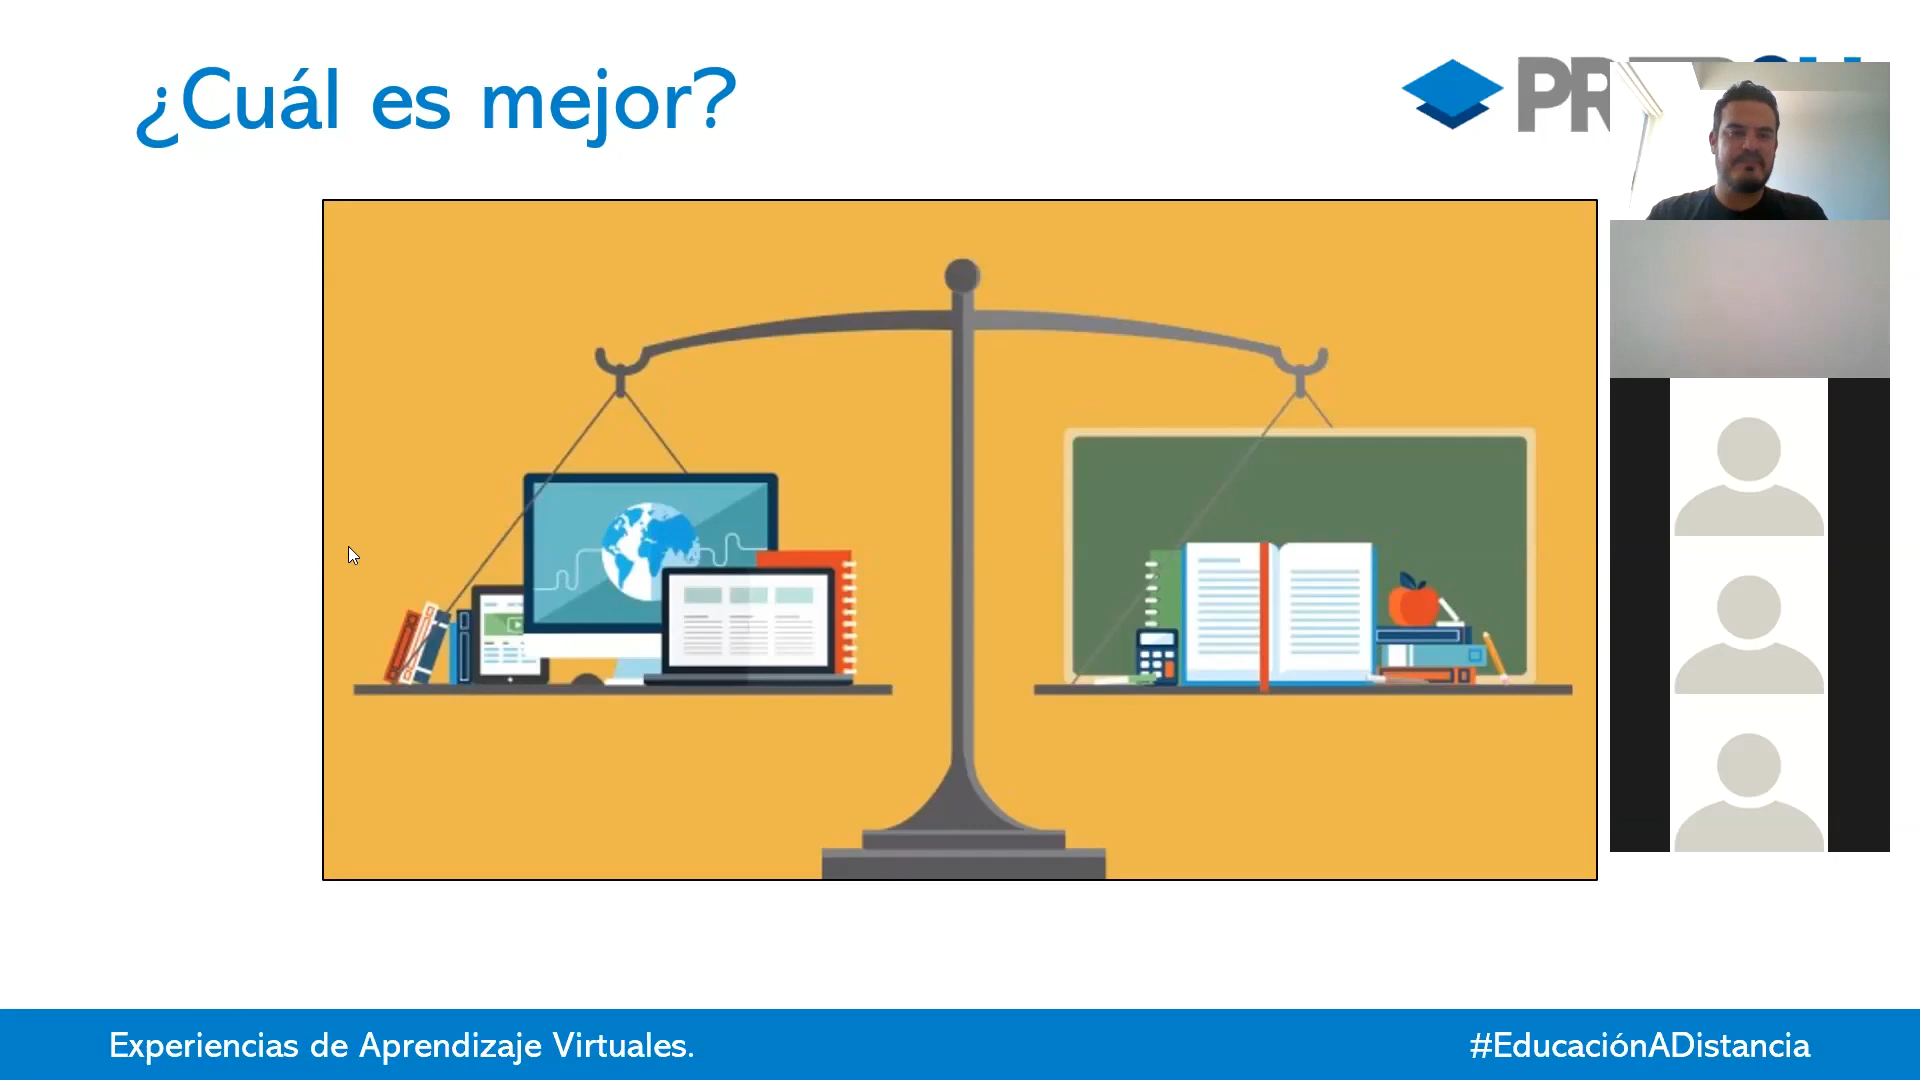 ¿Cuál es mejor?
Experiencias de Aprendizaje Virtuales.
#EducaciónADistancia